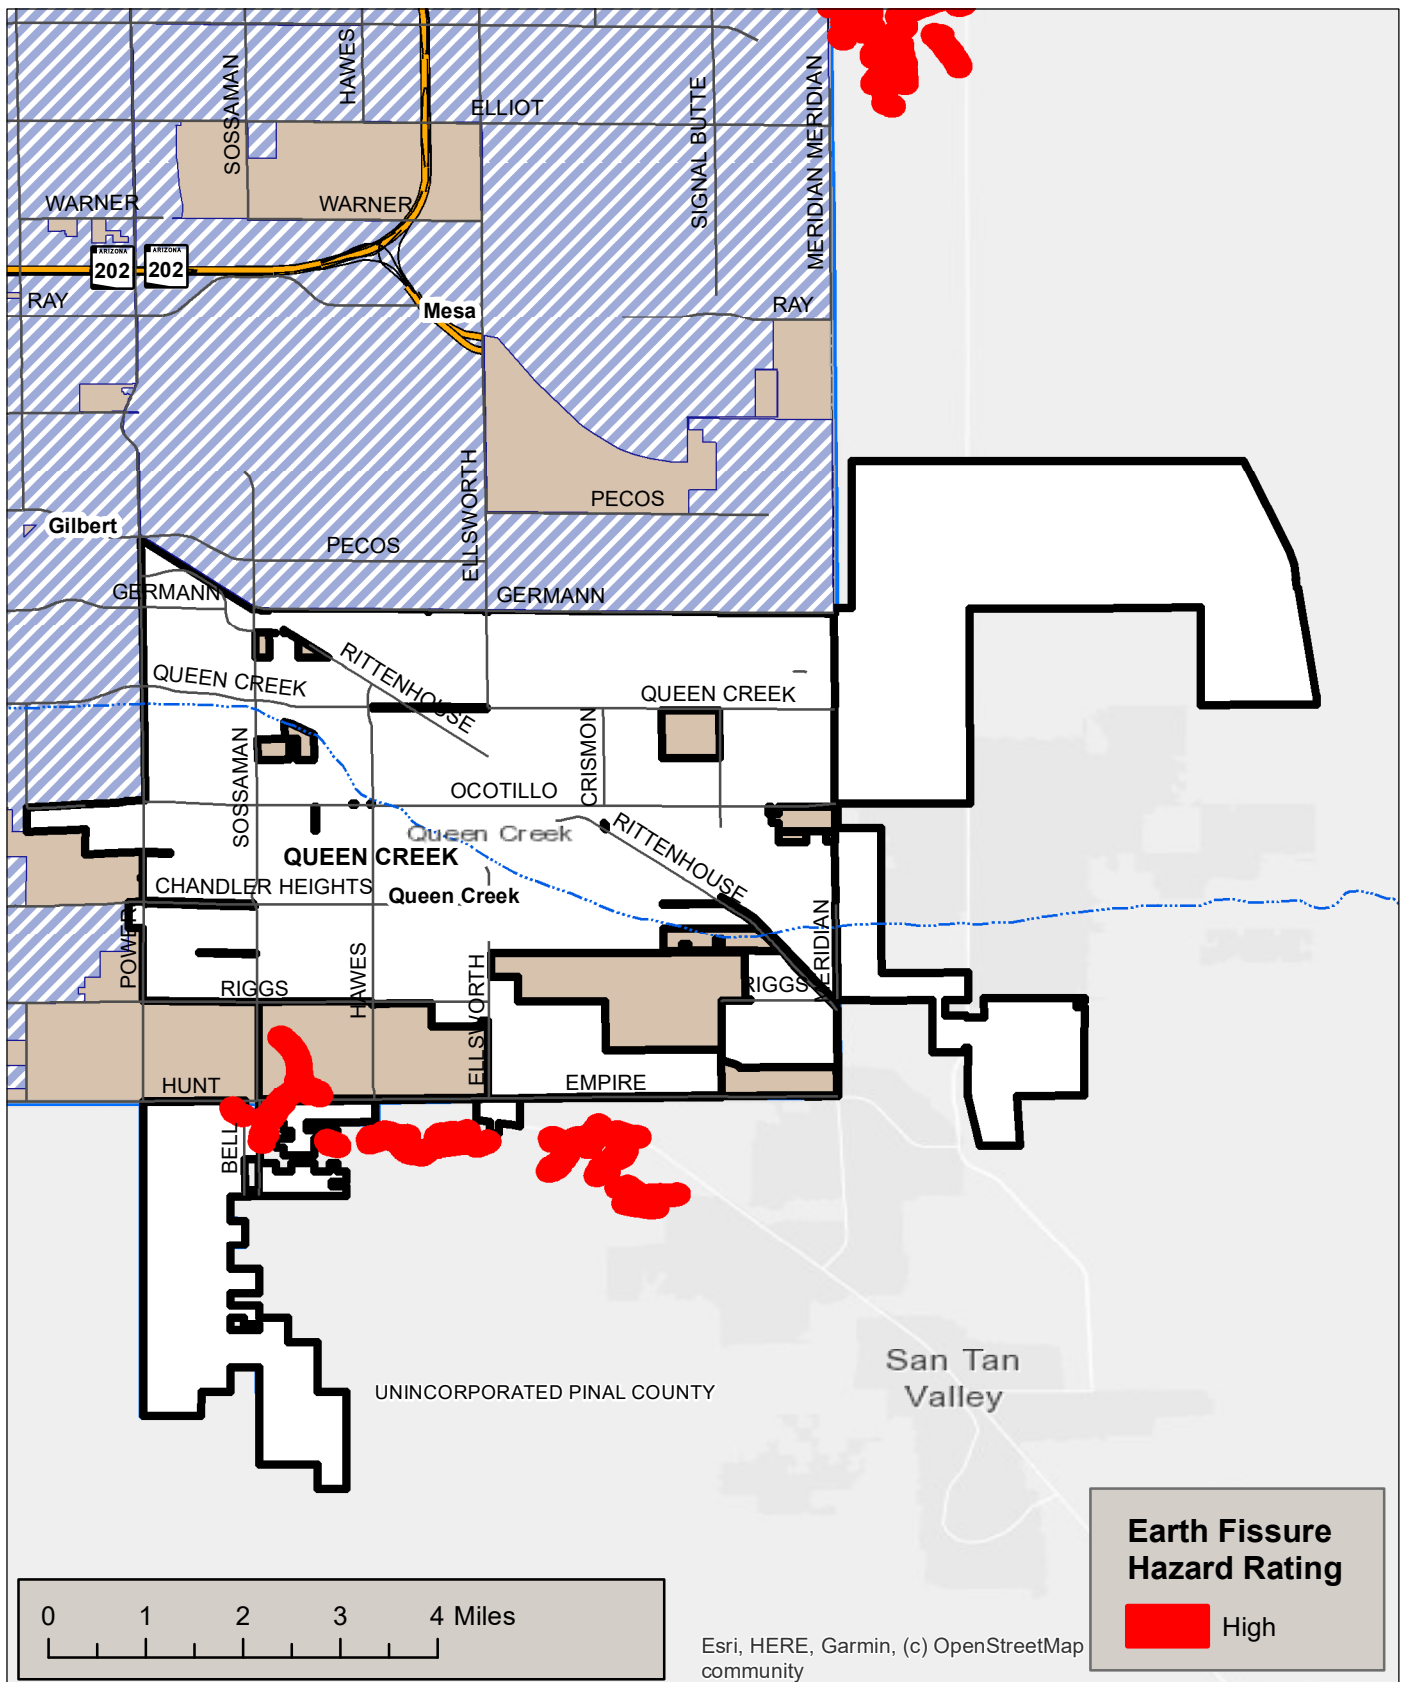 SOSSAMAN
HAWES
ELLIOT
SIGNAL BUTTE
MERIDIAN MERIDIAN
WARNER
WARNER
ARIZONA
202
ARIZONA
202
RAY
Mesa
RAY
ELLSWORTH
PECOS
Gilbert
PECOS
GERMANN
GERMANN
RITTENHOUSE
QUEEN CREEK
QUEEN CREEK
SOSSAMAN
CRISMON
OCOTILLO
Queen Creek
RITTENHOUSE
QUEEN CREEK
CHANDLER HEIGHTS
Queen Creek
POWER
MERIDIAN
HAWES
ELLSWORTH
RIGGS
RIGGS
HUNT
EMPIRE
BELL
San Tan
Valley
UNINCORPORATED PINAL COUNTY
Earth Fissure
Hazard Rating
High
0 1 2 3 4 Miles
Esri, HERE, Garmin, (c) OpenStreetMap
community